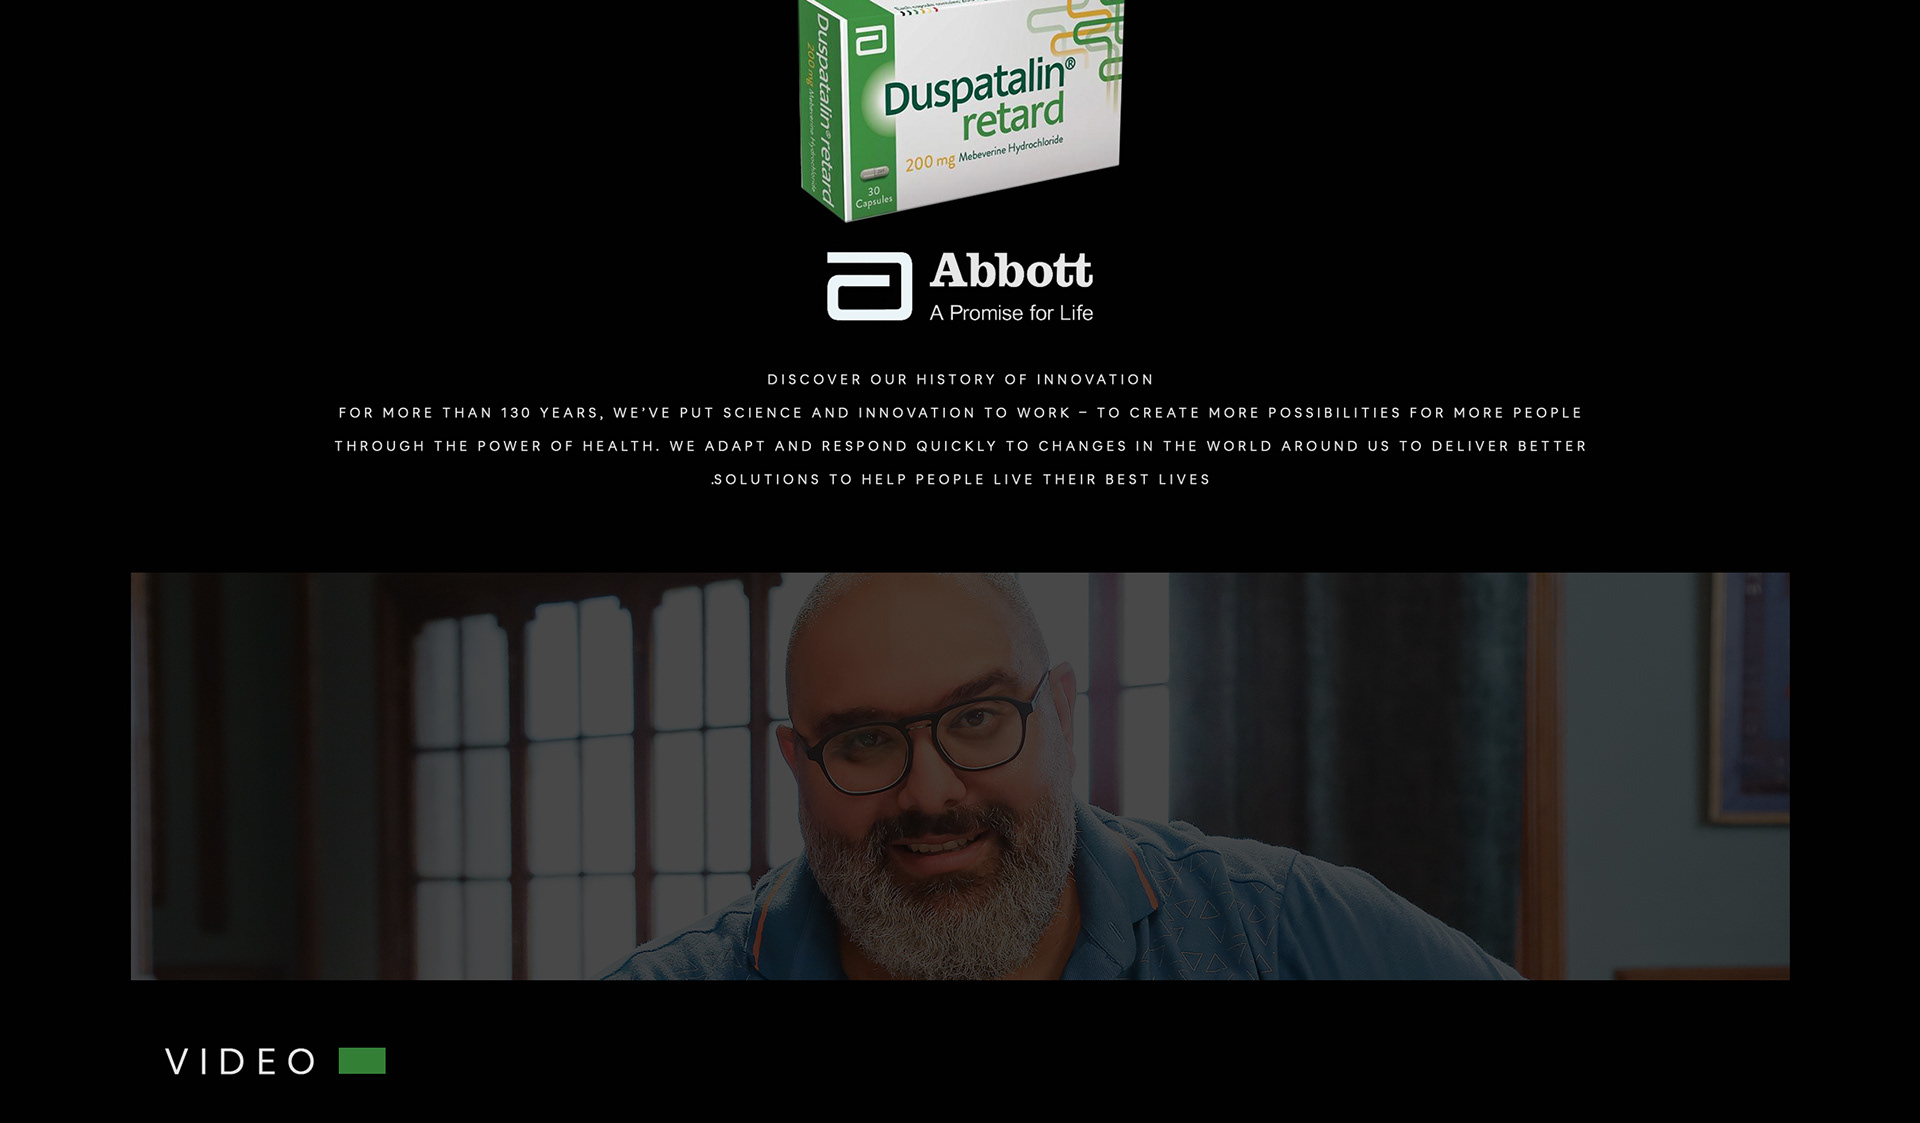 Duspatalin® retard
200 mg Mebeverine Hydrochloride
Duspatalin®
retard
200 mg Mebeverine Hydrochloride
30
Capsules
Abbott
A Promise for Life
DISCOVER OUR HISTORY OF INNOVATION
FOR MORE THAN 130 YEARS, WE’VE PUT SCIENCE AND INNOVATION TO WORK – TO CREATE MORE POSSIBILITIES FOR MORE PEOPLE
THROUGH THE POWER OF HEALTH. WE ADAPT AND RESPOND QUICKLY TO CHANGES IN THE WORLD AROUND US TO DELIVER BETTER
.SOLUTIONS TO HELP PEOPLE LIVE THEIR BEST LIVES
VIDEO